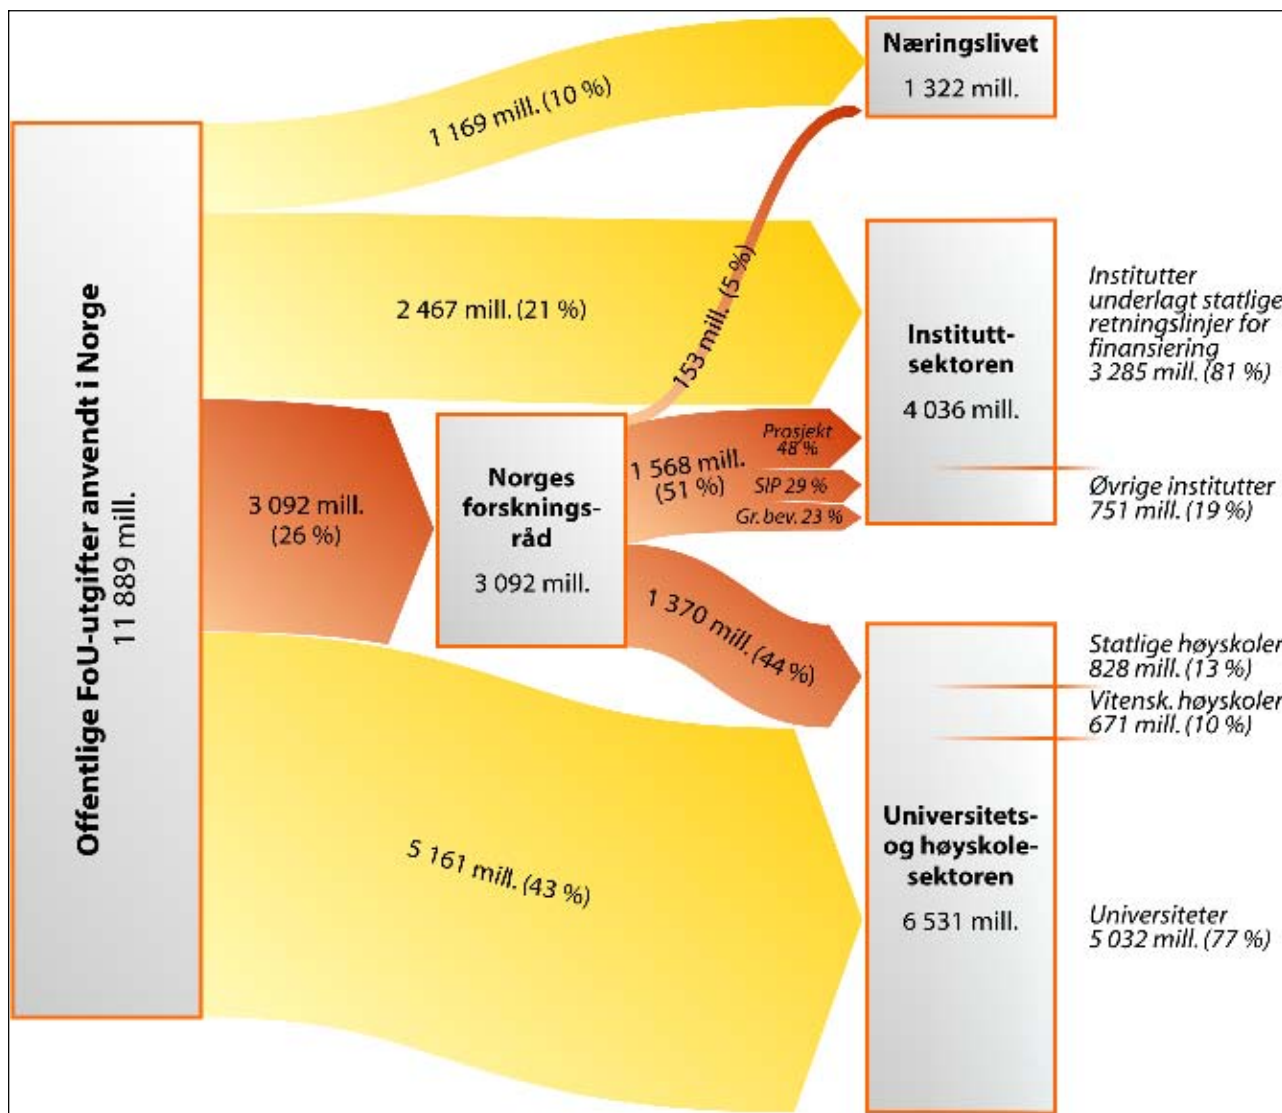 Offentlige FoU-utgifter anvendt i Norge
11 889 mill.
1 169 mill. (10 %)
2 467 mill. (21 %)
3 092 mill.
(26 %)
5 161 mill. (43 %)
Norges
forsknings-
råd
3 092 mill.
153 mill. (5 %)
1 568 mill.
(51 %)
Prosjekt
48 %
SIP 29 %
Gr. bev. 23 %
1 370 mill. (44 %)
Næringslivet
1 322 mill.
Institutt-
sektoren
4 036 mill.
Institutter
underlagt statlige
retningslinjer for
finansiering
3 285 mill. (81 %)
Øvrige institutter
751 mill. (19 %)
Universitets-
og høyskole-
sektoren
6 531 mill.
Statlige høyskoler
828 mill. (13 %)
Vitensk. høyskoler
671 mill. (10 %)
Universiteter
5 032 mill. (77 %)